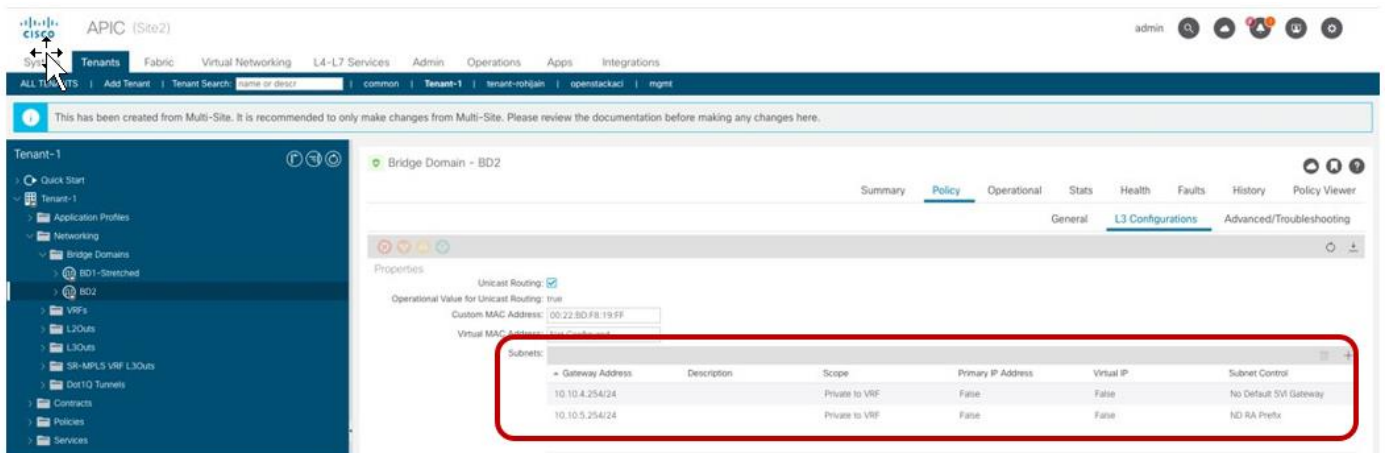 CISCO APIC (Site2) admin
Tenants Fabric Virtual Networking L4-L7 Services Admin Operations Apps Integrations
ALL TENANTS | Add Tenant | Tenant Search: name or descr | common | Tenant-1 | tenant-rohijain | openstackaci | mgmt
This has been created from Multi-Site. It is recommended to only make changes from Multi-Site. Please review the documentation before making any changes here.
Tenant-1
Quick Start
Tenant-1
Application Profiles
Networking
Bridge Domains
BD1-Stretched
BD2
VRFs
L2Outs
L3Outs
SR-MPLS VRF L3Outs
Dot1Q Tunnels
Contracts
Policies
Services
Bridge Domain - BD2
Summary Policy Operational Stats Health Faults History Policy Viewer
General L3 Configurations Advanced/Troubleshooting
Properties
Unicast Routing:
Operational Value for Unicast Routing: true
Custom MAC Address: 00:22:BD:F8:19:FF
Virtual MAC Address: Not Configured
Subnets:
Gateway Address Description Scope Primary IP Address Virtual IP Subnet Control
10.10.4.254/24 Private to VRF False False No Default SVI Gateway
10.10.5.254/24 Private to VRF False False ND RA Prefix